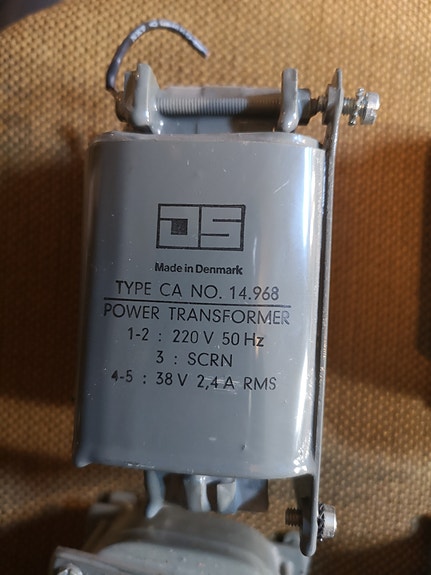 JS
Made in Denmark
TYPE CA NO. 14.968
POWER TRANSFORMER
1-2 : 220 V 50 Hz
3 : SCRN
4-5 : 38 V 2,4 A RMS